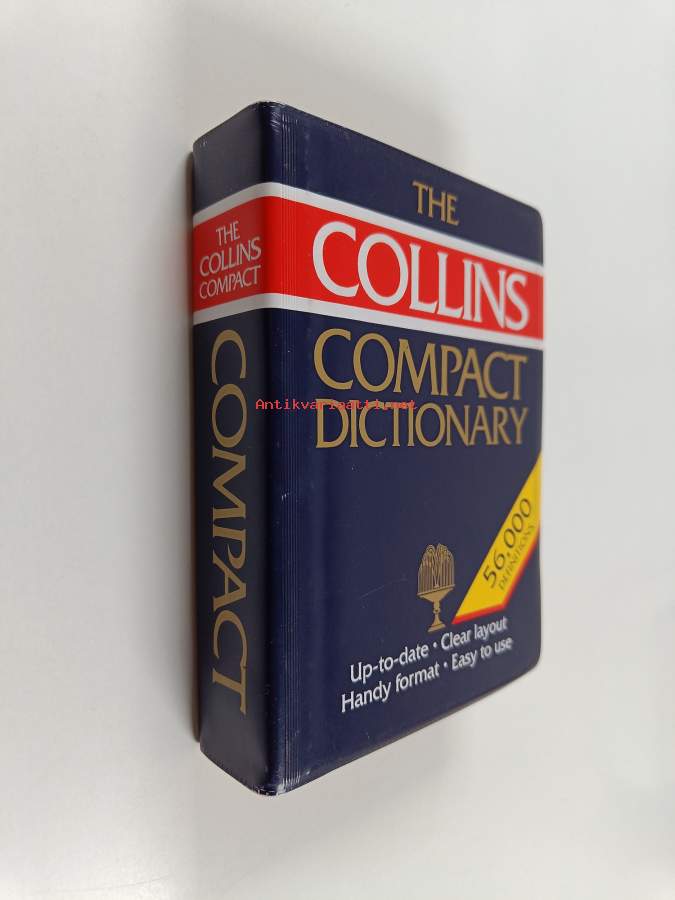 THE
COLLINS
COMPACT
COMPACT
THE
COLLINS
COMPACT
DICTIONARY
Antikvariaatti.net
56,000
DEFINITIONS
Up-to-date · Clear layout
Handy format · Easy to use